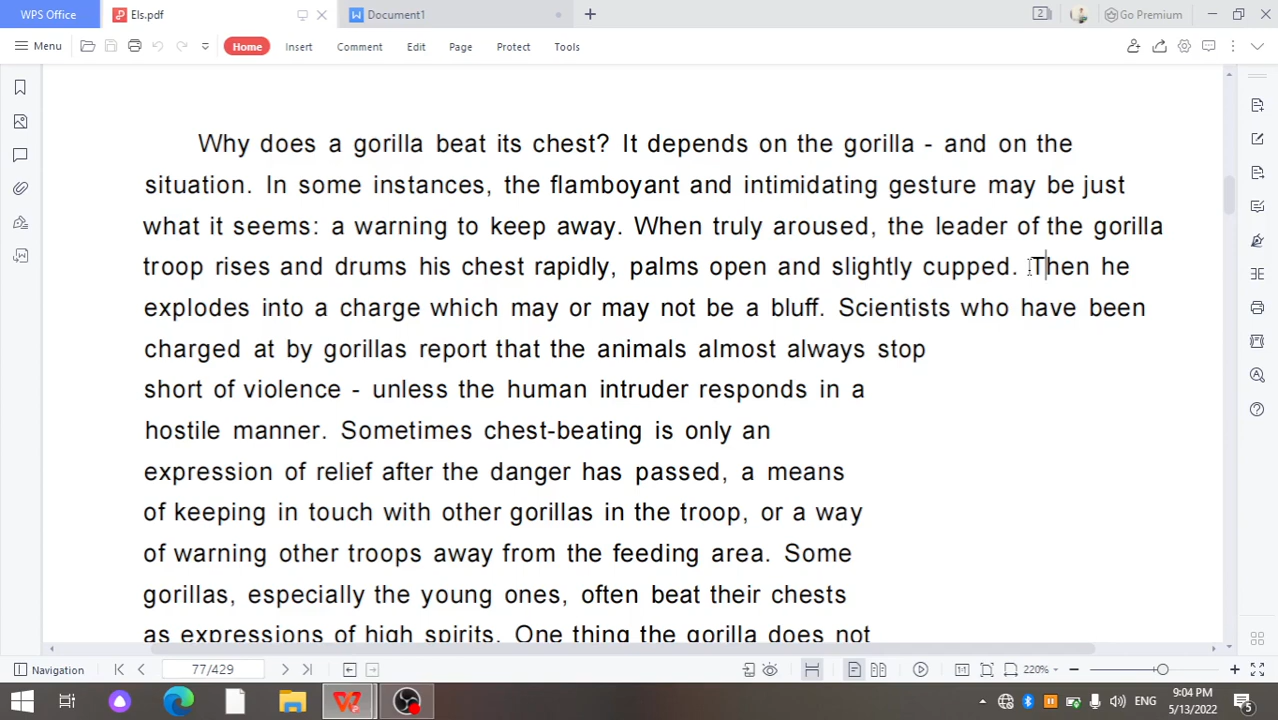 WPS Office
Els.pdf
Document1
2
Go Premium
Menu
Home
Insert
Comment
Edit
Page
Protect
Tools
Why does a gorilla beat its chest? It depends on the gorilla - and on the
situation. In some instances, the flamboyant and intimidating gesture may be just
what it seems: a warning to keep away. When truly aroused, the leader of the gorilla
troop rises and drums his chest rapidly, palms open and slightly cupped. Then he
explodes into a charge which may or may not be a bluff. Scientists who have been
charged at by gorillas report that the animals almost always stop
short of violence - unless the human intruder responds in a
hostile manner. Sometimes chest-beating is only an
expression of relief after the danger has passed, a means
of keeping in touch with other gorillas in the troop, or a way
of warning other troops away from the feeding area. Some
gorillas, especially the young ones, often beat their chests
as expressions of high spirits. One thing the gorilla does not
Navigation
77/429
1:1
220%
ENG
9:04 PM
5/13/2022
5